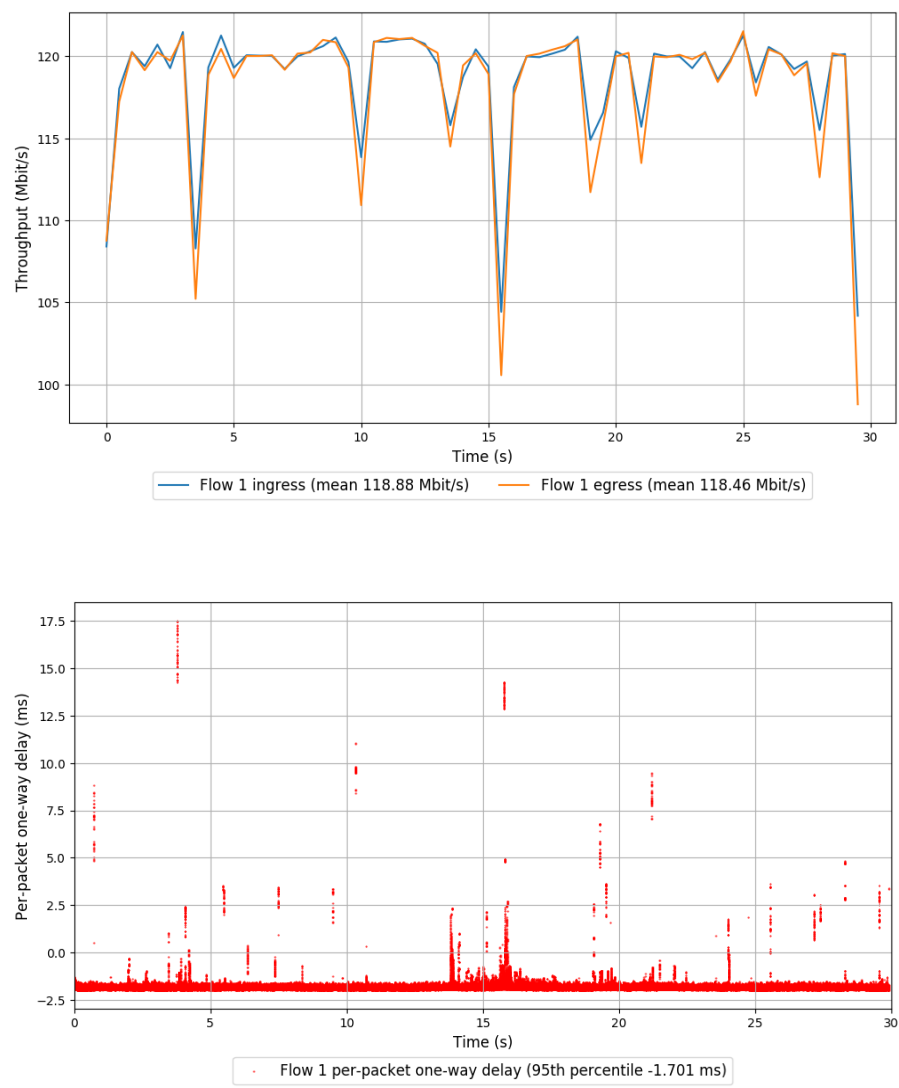 120
115
110
105
100
Throughput (Mbit/s)
0 5 10 15 20 25 30
Time (s)
Flow 1 ingress (mean 118.88 Mbit/s) Flow 1 egress (mean 118.46 Mbit/s)
17.5
15.0
12.5
10.0
7.5
5.0
2.5
0.0
−2.5
Per-packet one-way delay (ms)
0 5 10 15 20 25 30
Time (s)
Flow 1 per-packet one-way delay (95th percentile -1.701 ms)